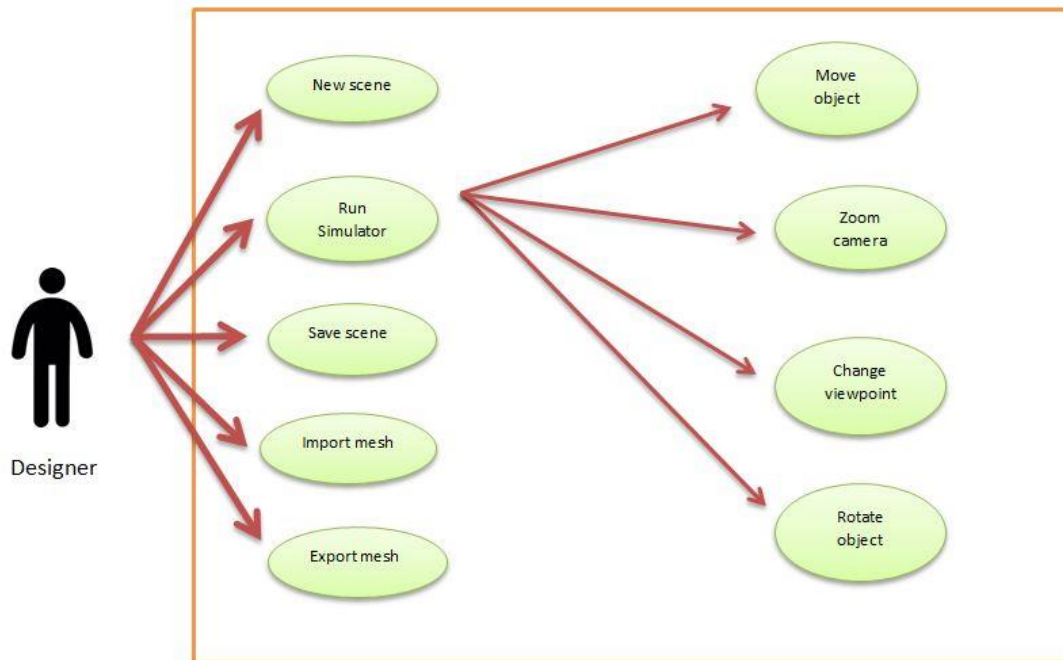 New scene
Run
Simulator
Save scene
Import mesh
Export mesh
Designer
Move
object
Zoom
camera
Change
viewpoint
Rotate
object